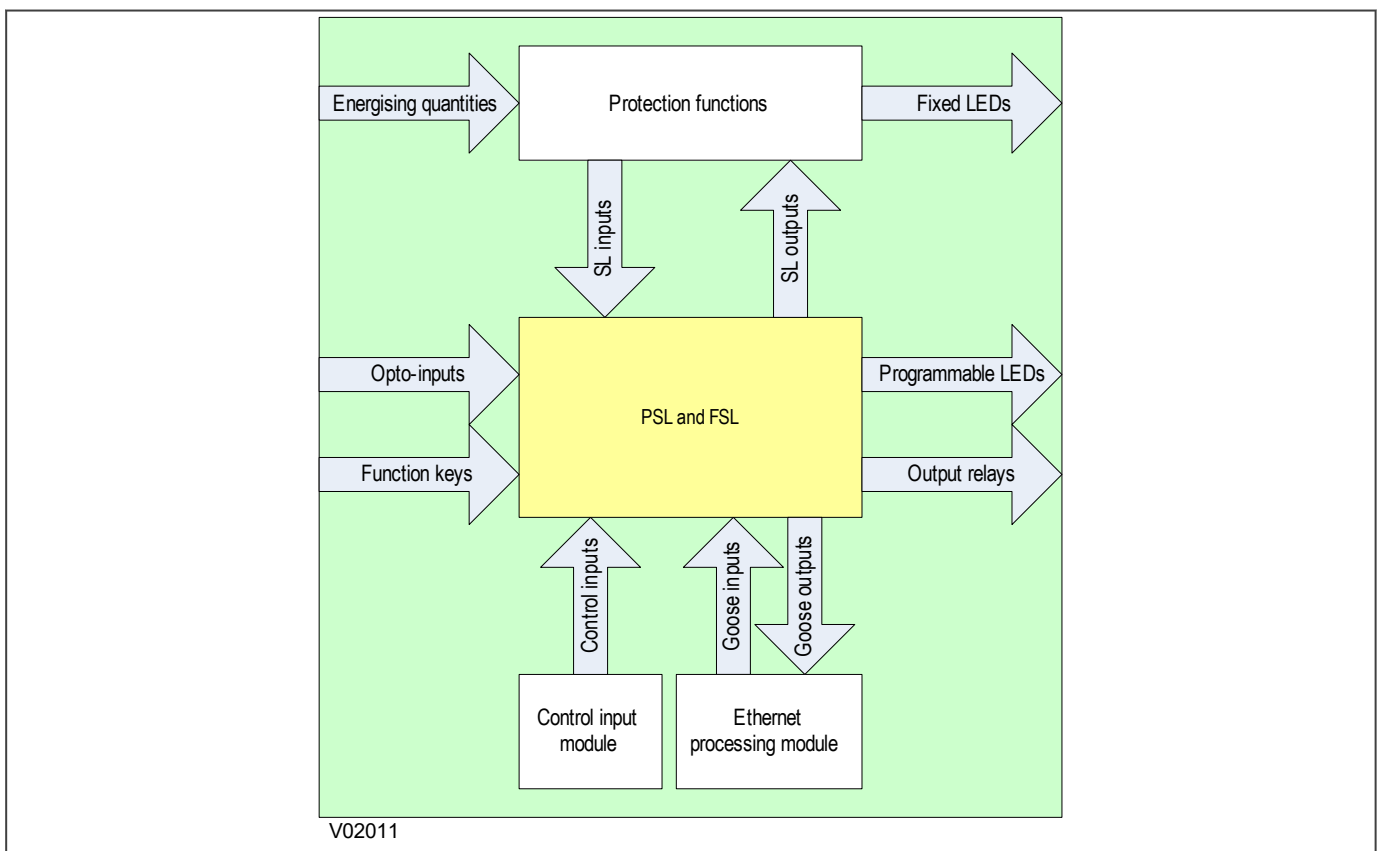 Energising quantities
Protection functions
Fixed LEDs
SL inputs
SL outputs
Opto-inputs
PSL and FSL
Programmable LEDs
Function keys
Output relays
Control inputs
Goose inputs
Goose outputs
Control input
module
Ethernet
processing module
V02011